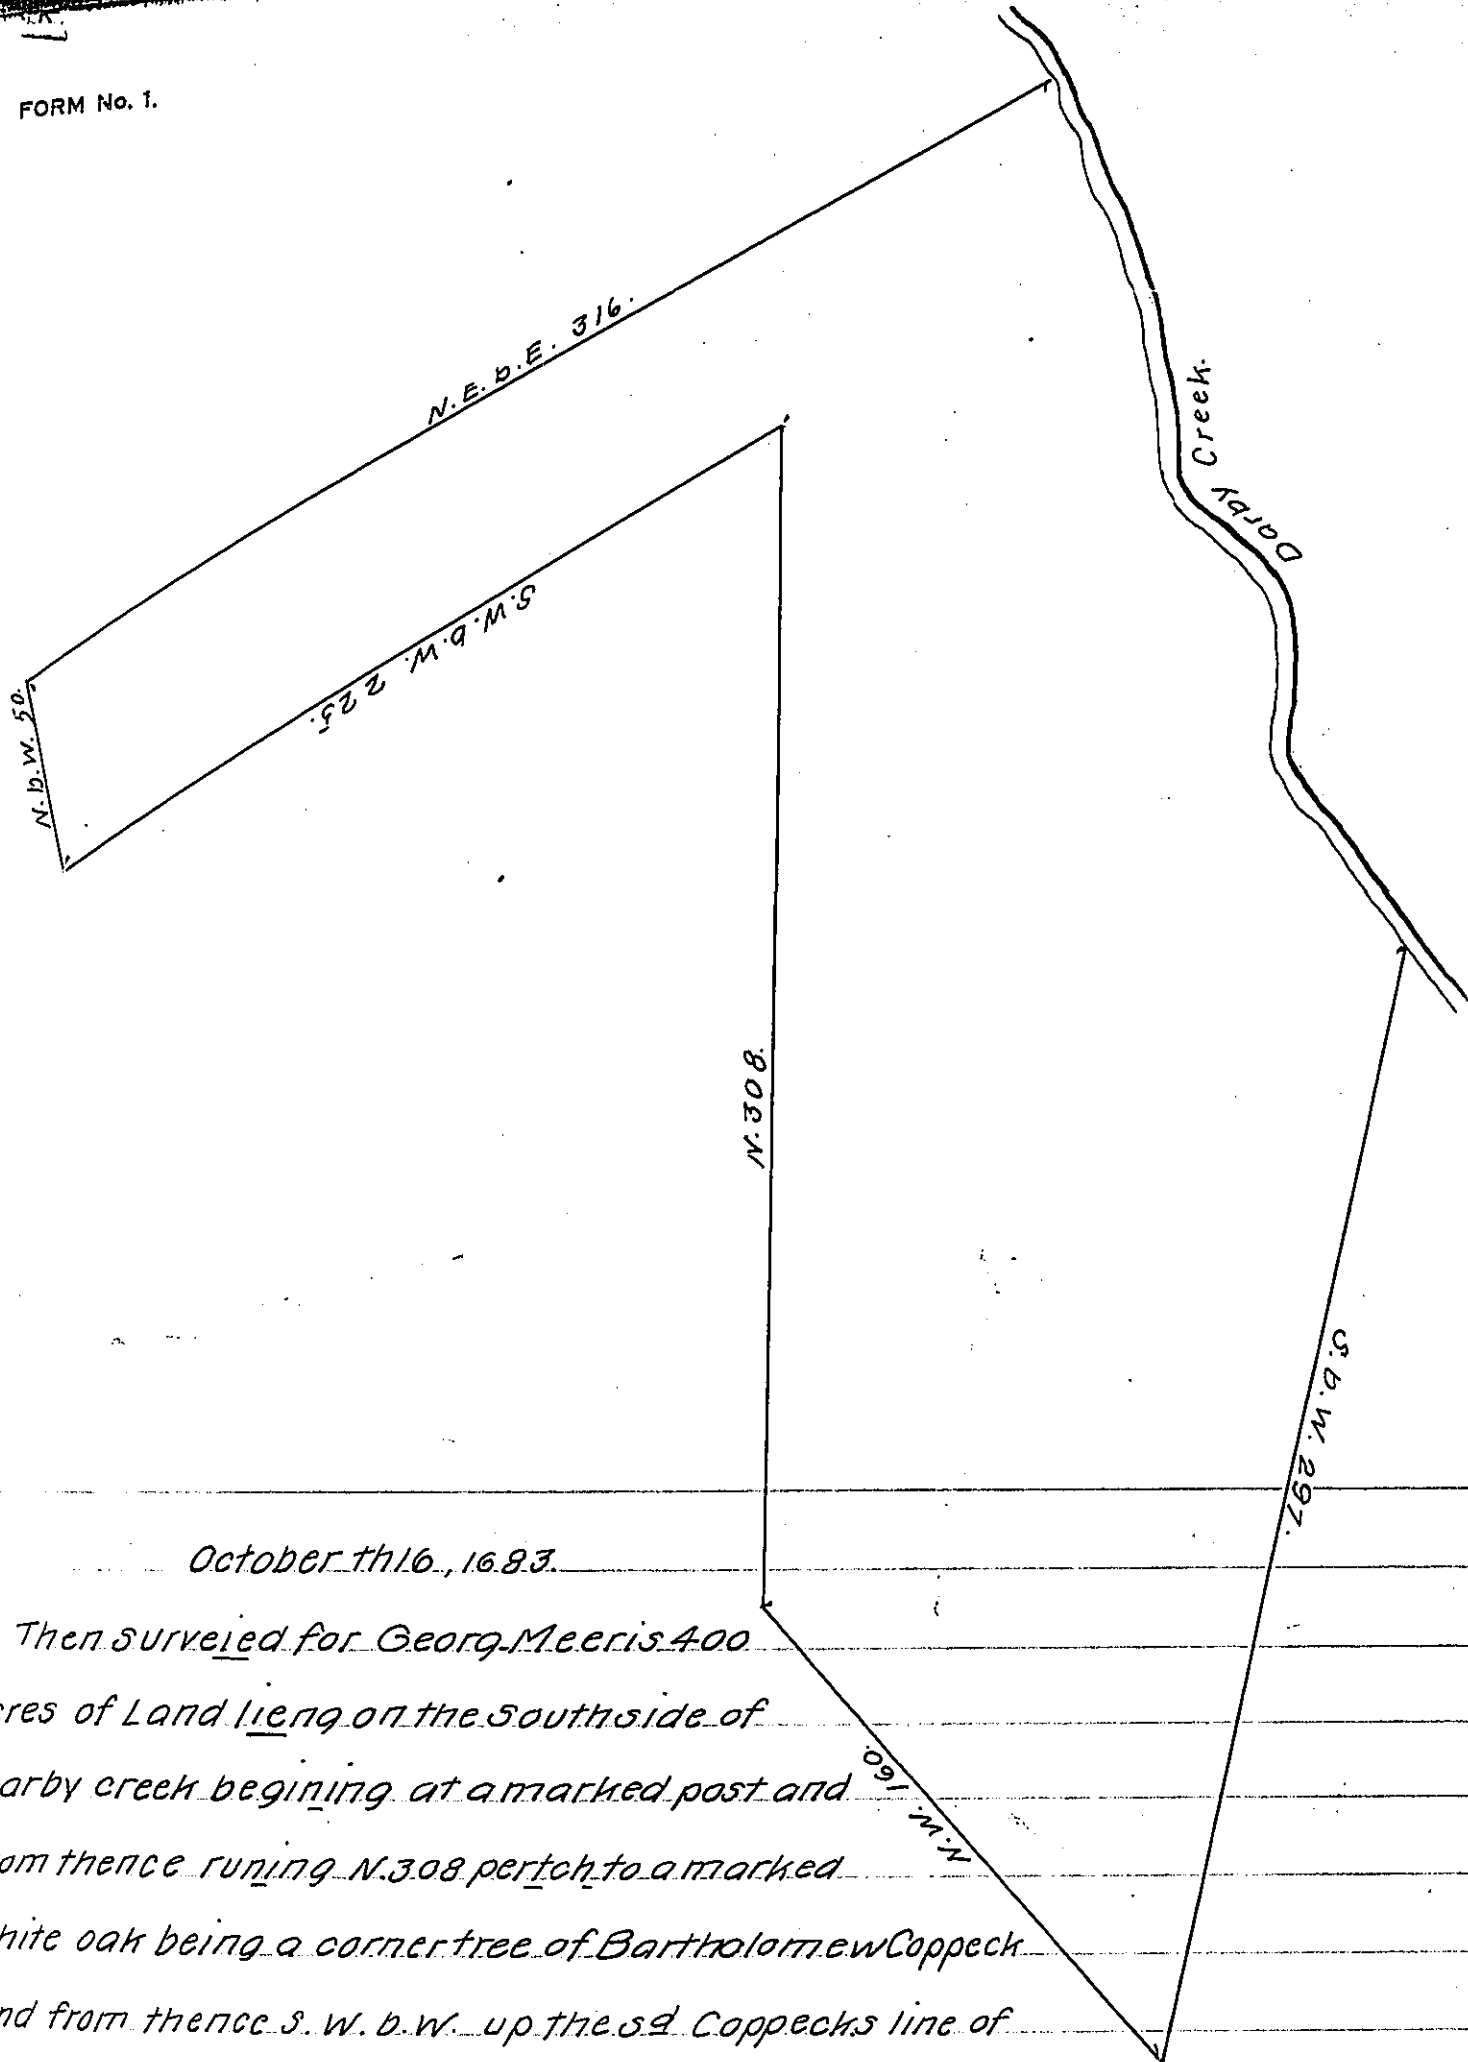 FORM No. 1.
N.E.b.E. 316.
Darby Creek.
S.W.b.W. 225.
N.b.W. 50.
N. 308.
S.b.W. 297.
N.W. 160.
October th 16, 1683.
Then surveied for Georg Meeris 400
cres of Land lieng on the Southside of
arby creek begining at a marked post and
om thence runing N. 308 pertch to a marked
hite oak being a corner tree of Bartholomew Coppeck
nd from thence S. W. b. W. up the sd Coppecks line of